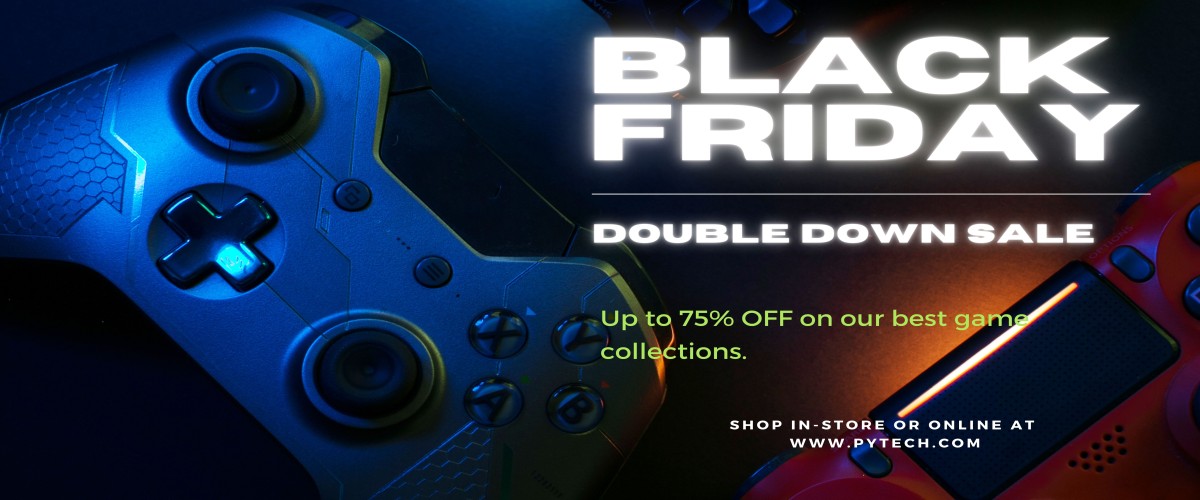 BLACK
FRIDAY
DOUBLE DOWN SALE
Up to 75% OFF on our best game
collections.
SHOP IN-STORE OR ONLINE AT
WWW.PYTECH.COM
X
Y
A
B